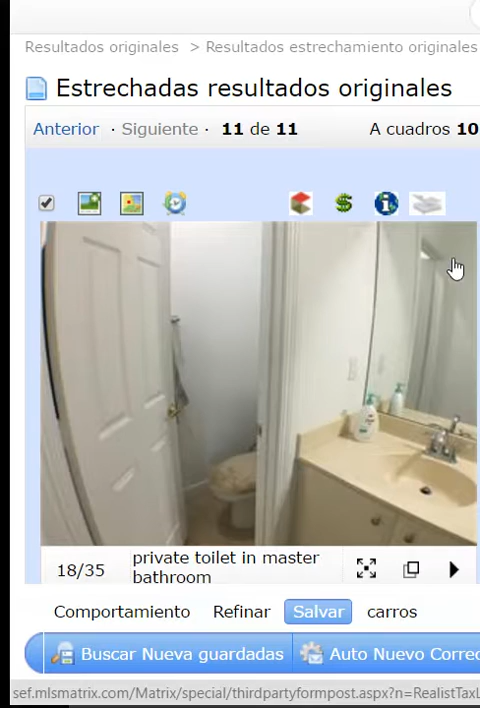 Resultados originales > Resultados estrechamiento originales
Estrechadas resultados originales
Anterior · Siguiente · 11 de 11 A cuadros 10
18/35 private toilet in master bathroom
Comportamiento Refinar Salvar carros
Buscar Nueva guardadas Auto Nuevo Correo
sef.mlsmatrix.com/Matrix/special/thirdpartyformpost.aspx?n=RealistTaxL